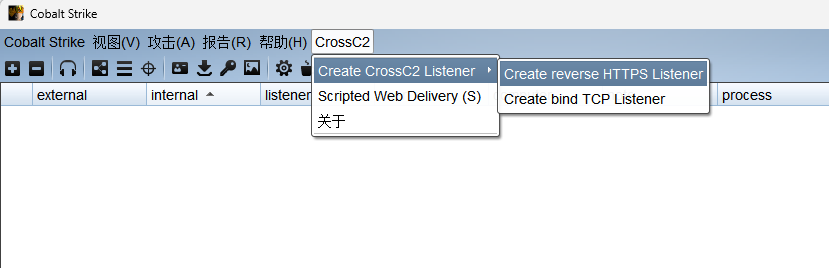 Cobalt Strike
Cobalt Strike 视图(V) 攻击(A) 报告(R) 帮助(H) CrossC2
Create CrossC2 Listener
Create reverse HTTPS Listener
Scripted Web Delivery (S)
Create bind TCP Listener
关于
external internal listener process